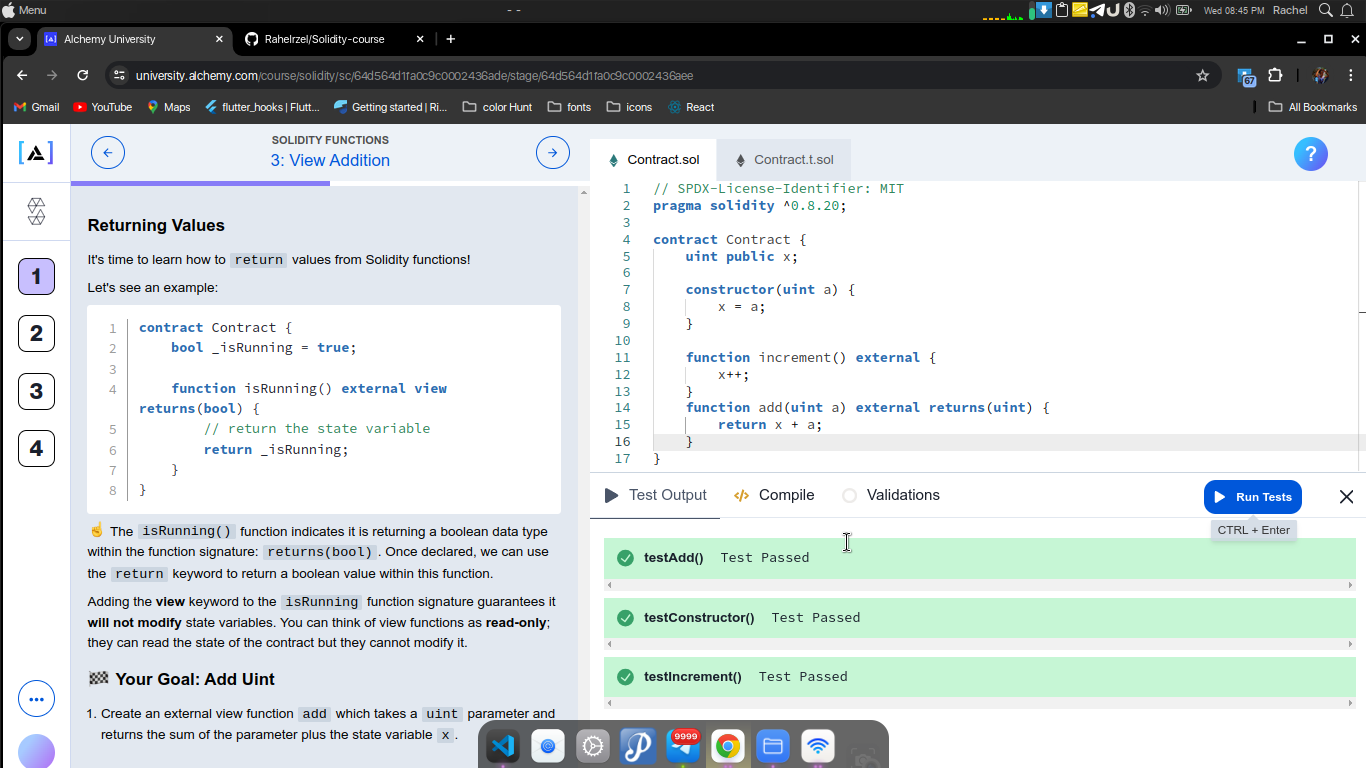 Menu
- -
Wed 08:45 PM
Rachel
Alchemy University
Rahelrzel/Solidity-course
university.alchemy.com/course/solidity/sc/64d564d1fa0c9c0002436ade/stage/64d564d1fa0c9c0002436aee
67
Gmail
YouTube
Maps
flutter_hooks | Flutt...
Getting started | Ri...
color Hunt
fonts
icons
React
All Bookmarks
SOLIDITY FUNCTIONS
3: View Addition
1
2
3
4
Returning Values
It's time to learn how to return values from Solidity functions!
Let's see an example:
1 contract Contract {
2 bool _isRunning = true;
3
4 function isRunning() external view
returns(bool) {
5 // return the state variable
6 return _isRunning;
7 }
8 }
☝ The isRunning() function indicates it is returning a boolean data type
within the function signature: returns(bool) . Once declared, we can use
the return keyword to return a boolean value within this function.
Adding the view keyword to the isRunning function signature guarantees it
will not modify state variables. You can think of view functions as read-only;
they can read the state of the contract but they cannot modify it.
🏁 Your Goal: Add Uint
1. Create an external view function add which takes a uint parameter and
returns the sum of the parameter plus the state variable x .
Contract.sol
Contract.t.sol
?
1 // SPDX-License-Identifier: MIT
2 pragma solidity ^0.8.20;
3
4 contract Contract {
5 uint public x;
6
7 constructor(uint a) {
8 x = a;
9 }
10
11 function increment() external {
12 x++;
13 }
14 function add(uint a) external returns(uint) {
15 return x + a;
16 }
17 }
Test Output
Compile
Validations
Run Tests
CTRL + Enter
testAdd() Test Passed
testConstructor() Test Passed
testIncrement() Test Passed
9999